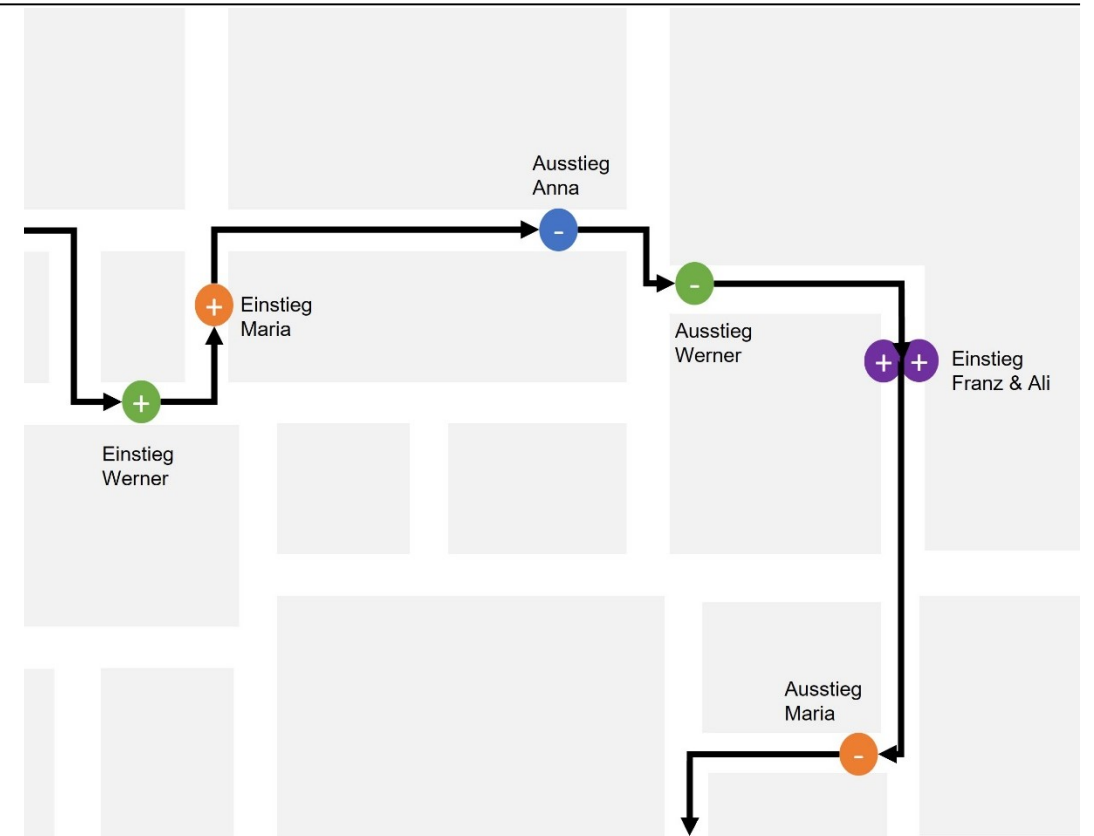 Ausstieg
Anna
+
Einstieg
Maria
-
-
Ausstieg
Werner
+ +
Einstieg
Franz & Ali
+
Einstieg
Werner
Ausstieg
Maria
-